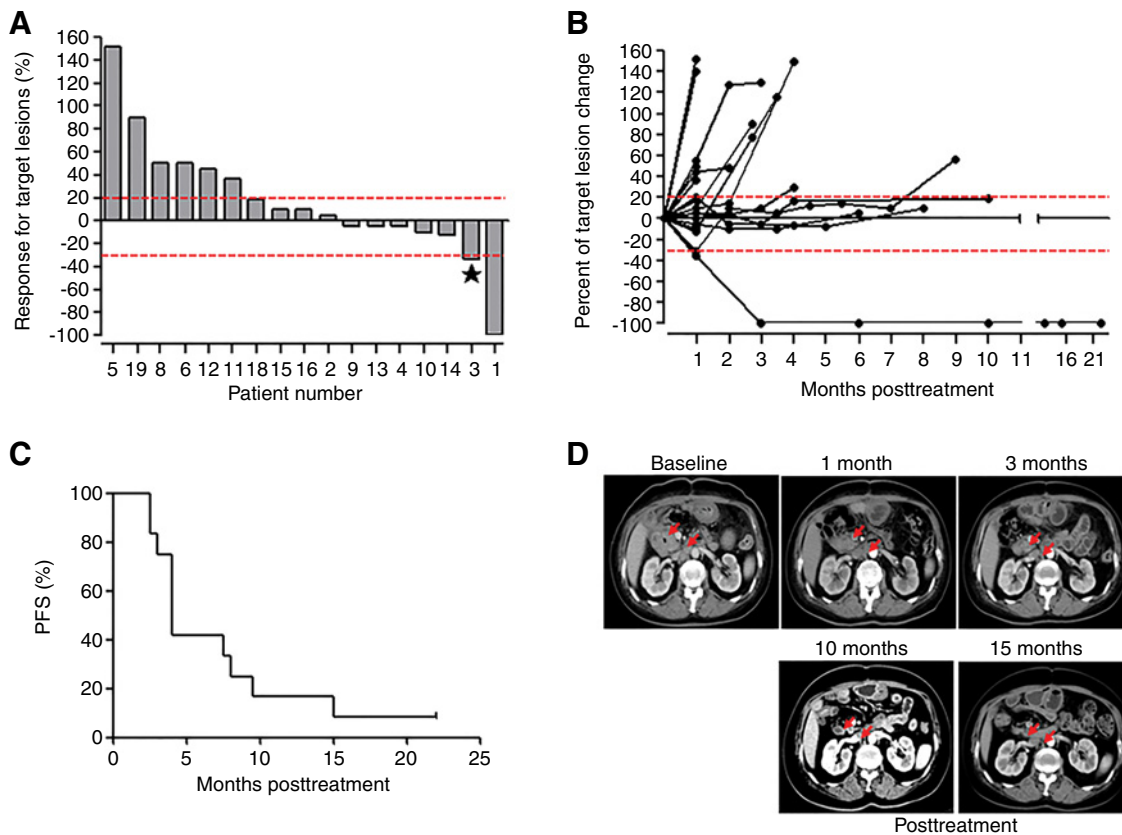 A
Response for target lesions (%)
160
140
120
100
80
60
40
20
0
-20
-40
-60
-80
-100
5 19 8 6 12 11 18 15 16 2 9 13 4 10 14 3 1
Patient number
B
Percent of target lesion change
160
140
120
100
80
60
40
20
0
-20
-40
-60
-80
-100
1 2 3 4 5 6 7 8 9 10 11 16 21
Months posttreatment
C
PFS (%)
100
80
60
40
20
0
0 5 10 15 20 25
Months posttreatment
D
Baseline 1 month 3 months
10 months 15 months
Posttreatment